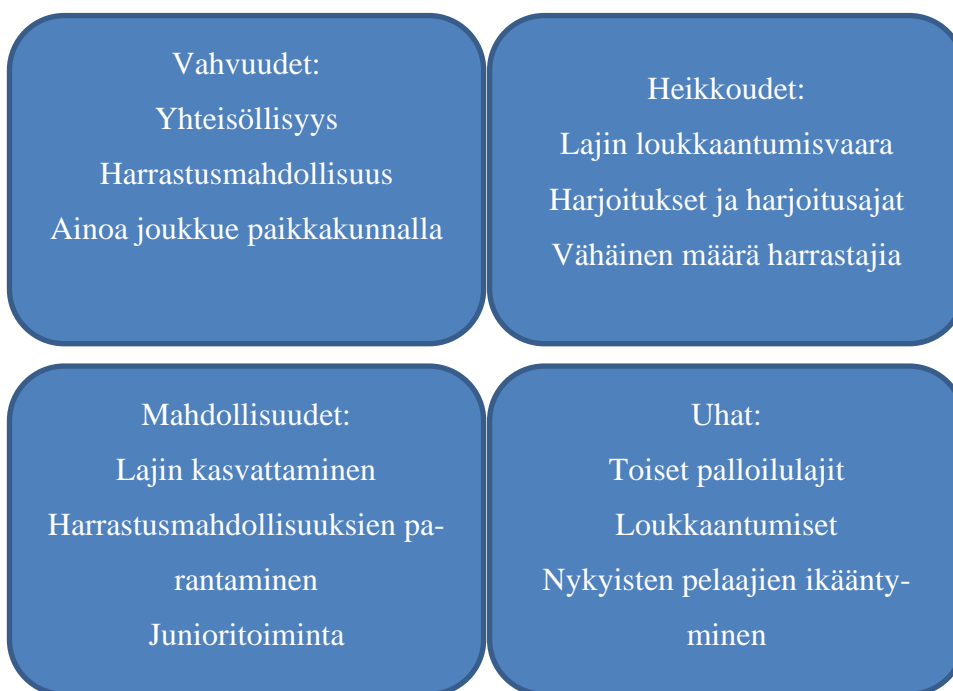 Vahvuudet:
Yhteisöllisyys
Harrastusmahdollisuus
Ainoa joukkue paikkakunnalla
Heikkoudet:
Lajin loukkaantumisvaara
Harjoitukset ja harjoitusajat
Vähäinen määrä harrastajia
Mahdollisuudet:
Lajin kasvattaminen
Harrastusmahdollisuuksien pa-
rantaminen
Junioritoiminta
Uhat:
Toiset palloilulajit
Loukkaantumiset
Nykyisten pelaajien ikäänty-
minen